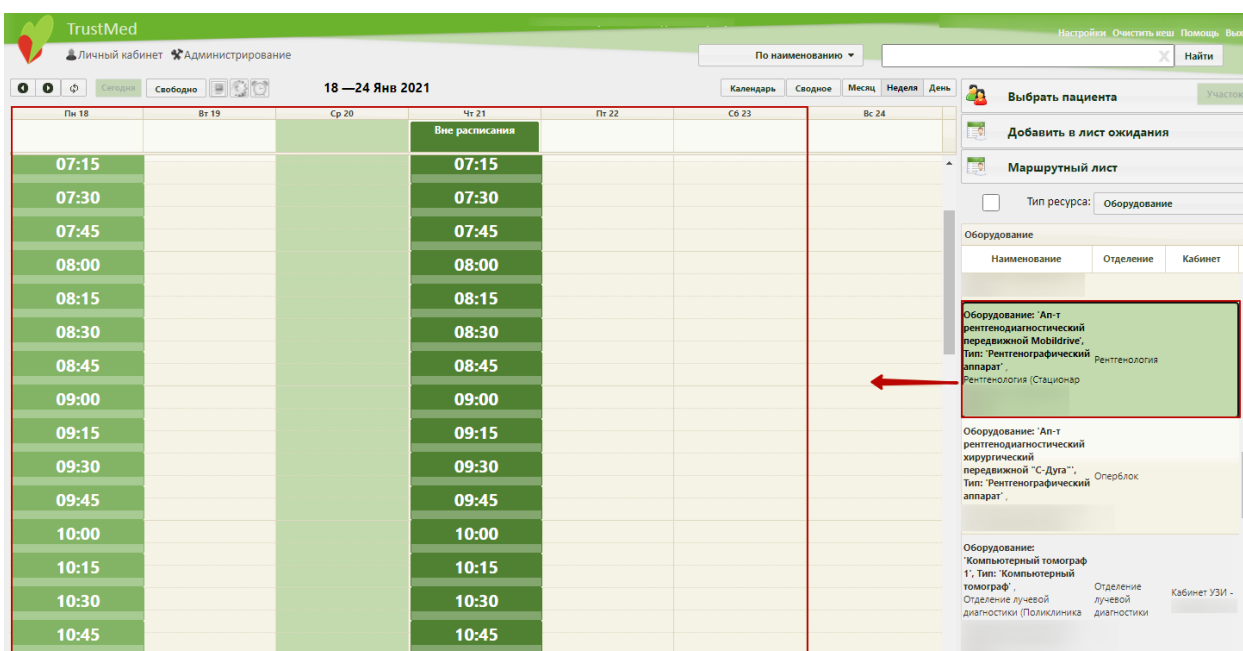 TrustMed
Настройки Очистить кеш Помощь
Личный кабинет Администрирование
По наименованию
Найти
Сегодня Свободно
18 —24 Янв 2021
Календарь Сводное Месяц Неделя День
Выбрать пациента
Участок
Добавить в лист ожидания
Маршрутный лист
Тип ресурса: Оборудование
Пн 18 Вт 19 Ср 20 Чт 21 Пт 22 Сб 23 Вс 24
Вне расписания
07:15 07:15
07:30 07:30
07:45 07:45
08:00 08:00
08:15 08:15
08:30 08:30
08:45 08:45
09:00 09:00
09:15 09:15
09:30 09:30
09:45 09:45
10:00 10:00
10:15 10:15
10:30 10:30
10:45 10:45
Оборудование
Наименование Отделение Кабинет
Оборудование: 'Ап-т
рентгенодиагностический
передвижной Mobildrive',
Тип: 'Рентгенографический
аппарат' ,
Рентгенология (Стационар
Рентгенология
Оборудование: 'Ап-т
рентгенодиагностический
хирургический
передвижной "С-Дуга"',
Тип: 'Рентгенографический
аппарат' ,
Оперблок
Оборудование:
'Компьютерный томограф
1', Тип: 'Компьютерный
томограф' ,
Отделение лучевой
диагностики (Поликлиника
Отделение
лучевой
диагностики
Кабинет УЗИ -